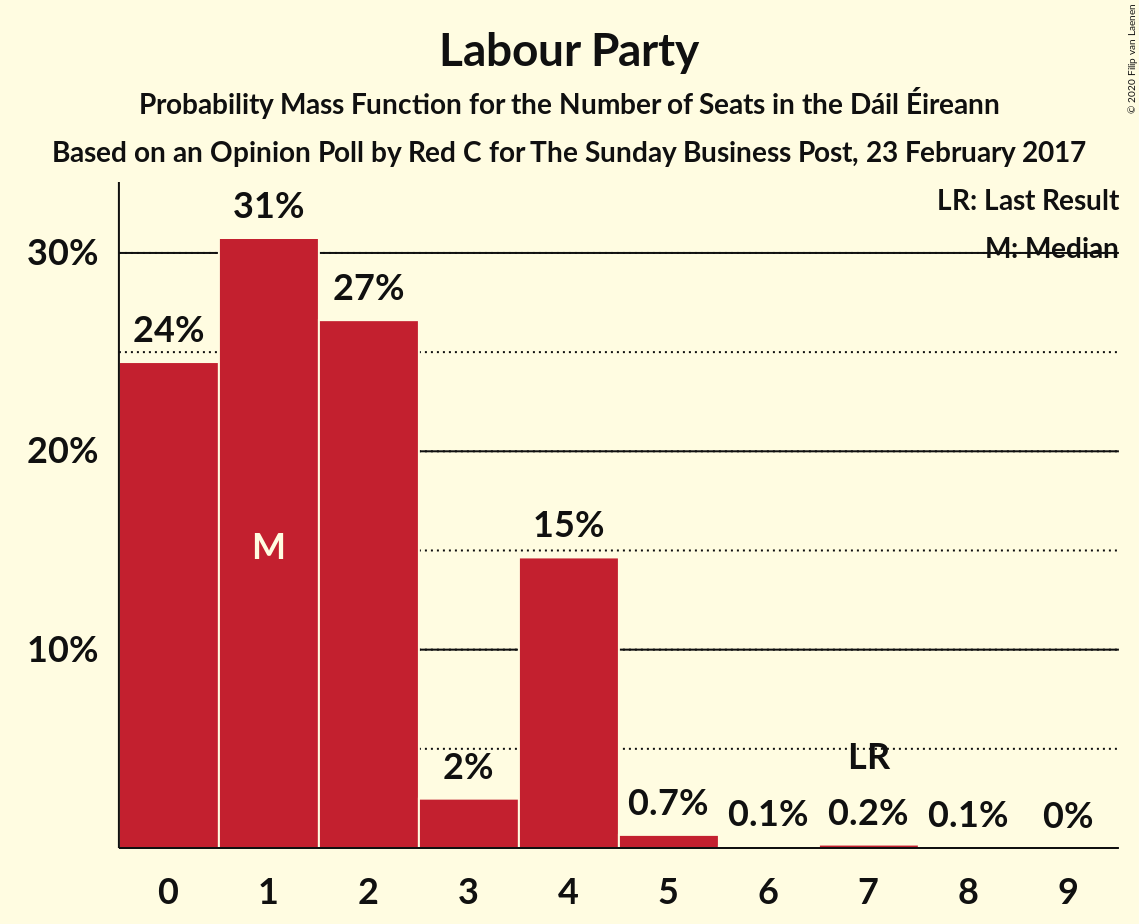 Labour Party
Probability Mass Function for the Number of Seats in the Dáil Éireann
Based on an Opinion Poll by Red C for The Sunday Business Post, 23 February 2017
© 2020 Filip van Laenen
LR: Last Result
M: Median
30%
20%
10%
24%
31%
27%
2%
15%
0.7%
0.1%
0.2%
0.1%
0%
M
LR
0 1 2 3 4 5 6 7 8 9